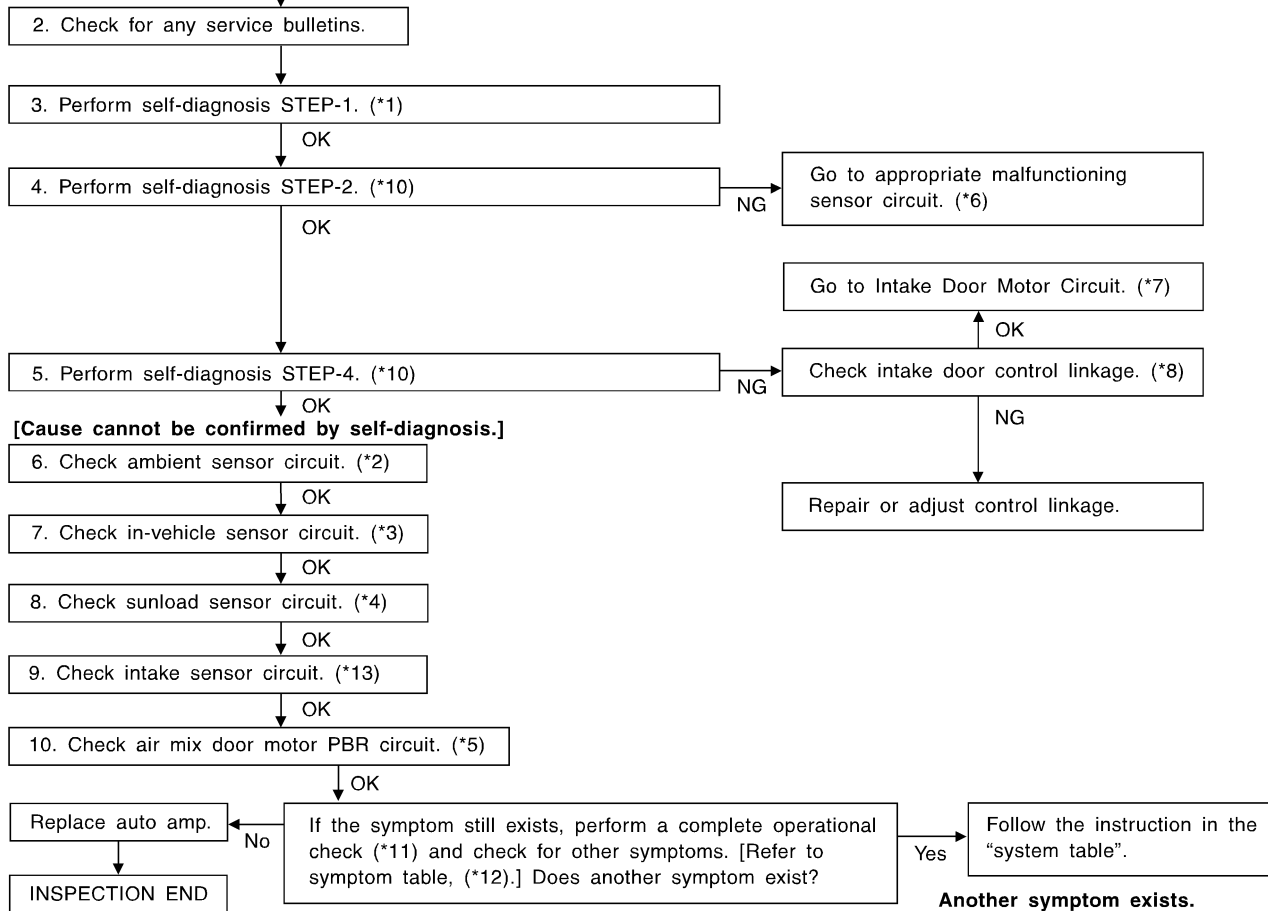 2. Check for any service bulletins.
3. Perform self-diagnosis STEP-1. (*1)
OK
4. Perform self-diagnosis STEP-2. (*10)
NG
Go to appropriate malfunctioning
sensor circuit. (*6)
OK
Go to Intake Door Motor Circuit. (*7)
OK
5. Perform self-diagnosis STEP-4. (*10)
NG
Check intake door control linkage. (*8)
OK
NG
[Cause cannot be confirmed by self-diagnosis.]
6. Check ambient sensor circuit. (*2)
OK
Repair or adjust control linkage.
7. Check in-vehicle sensor circuit. (*3)
OK
8. Check sunload sensor circuit. (*4)
OK
9. Check intake sensor circuit. (*13)
OK
10. Check air mix door motor PBR circuit. (*5)
OK
Replace auto amp.
No
If the symptom still exists, perform a complete operational
check (*11) and check for other symptoms. [Refer to
symptom table, (*12).] Does another symptom exist?
Yes
Follow the instruction in the
“system table”.
INSPECTION END
Another symptom exists.